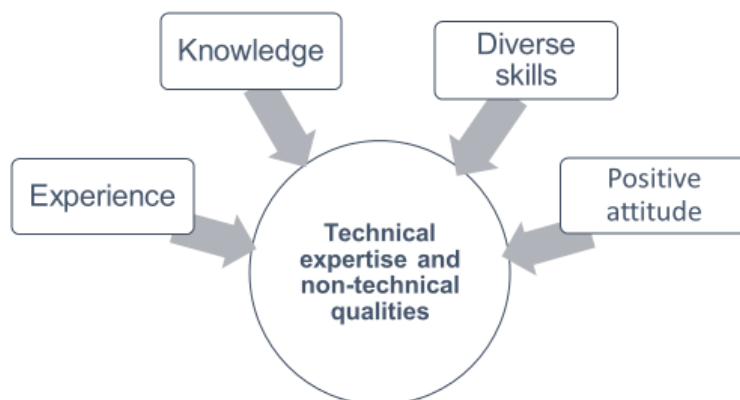 Knowledge
Diverse
skills
Experience
Positive
attitude
Technical
expertise and
non-technical
qualities